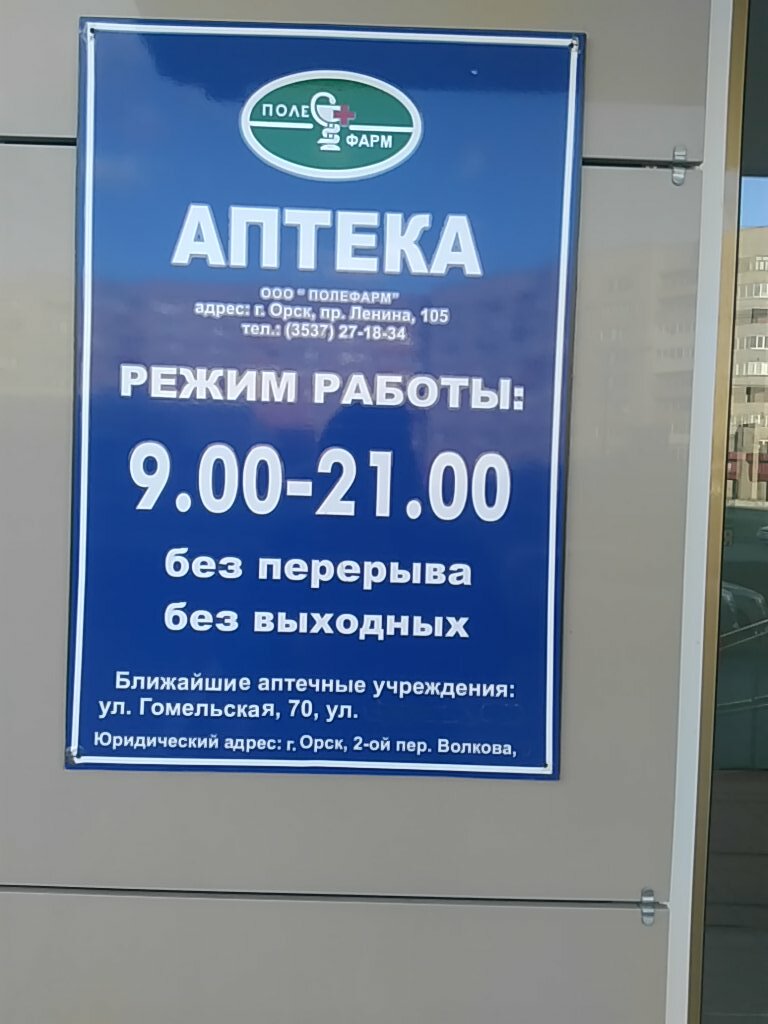 ПОЛЕ
ФАРМ
АПТЕКА
ООО " ПОЛЕФАРМ"
адрес: г. Орск, пр. Ленина, 105
тел.: (3537) 27-18-34
РЕЖИМ РАБОТЫ:
9.00-21.00
без перерыва
без выходных
Ближайшие аптечные учреждения:
ул. Гомельская, 70, ул.
Юридический адрес: г. Орск, 2-ой пер. Волкова,